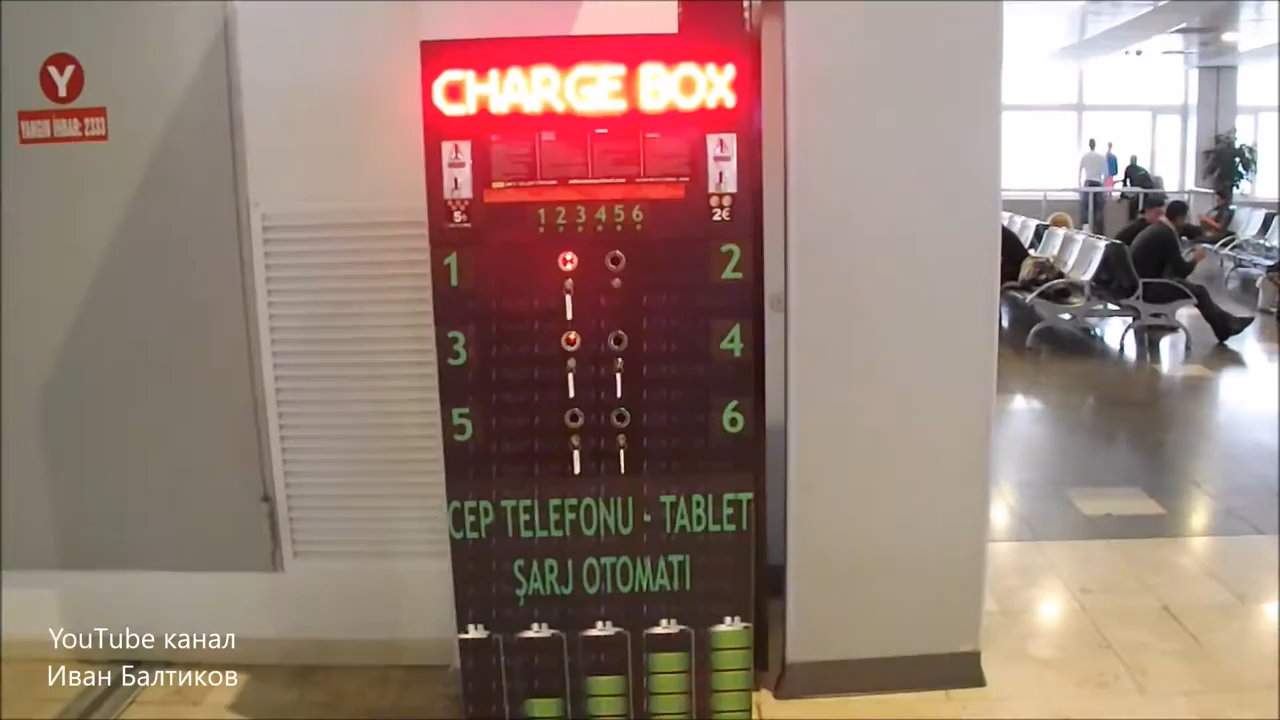 Y
YANGIN İHBAR: 2333
CHARGE BOX
5₺
2€
1 2 3 4 5 6
1
2
3
4
5
6
CEP TELEFONU - TABLET
ŞARJ OTOMATI
YouTube канал
Иван Балтиков